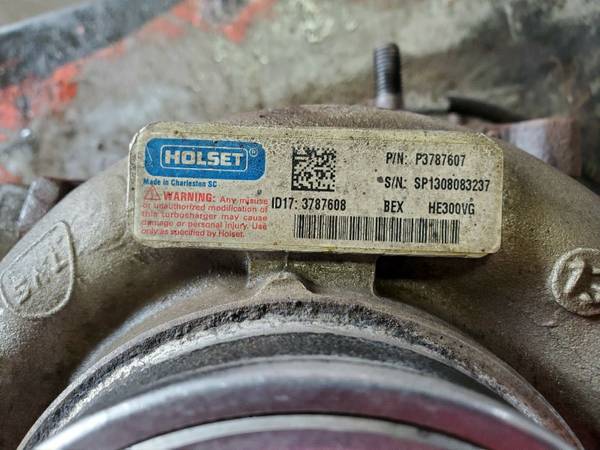 HOLSET®
Made in Charleston SC
WARNING: Any misuse
or unauthorized modification of
this turbocharger may cause
damage or personal injury. Use
only as specified by Holset.
P/N: P3787607
S/N: SP1308083237
ID17: 3787608 BEX HE300VG